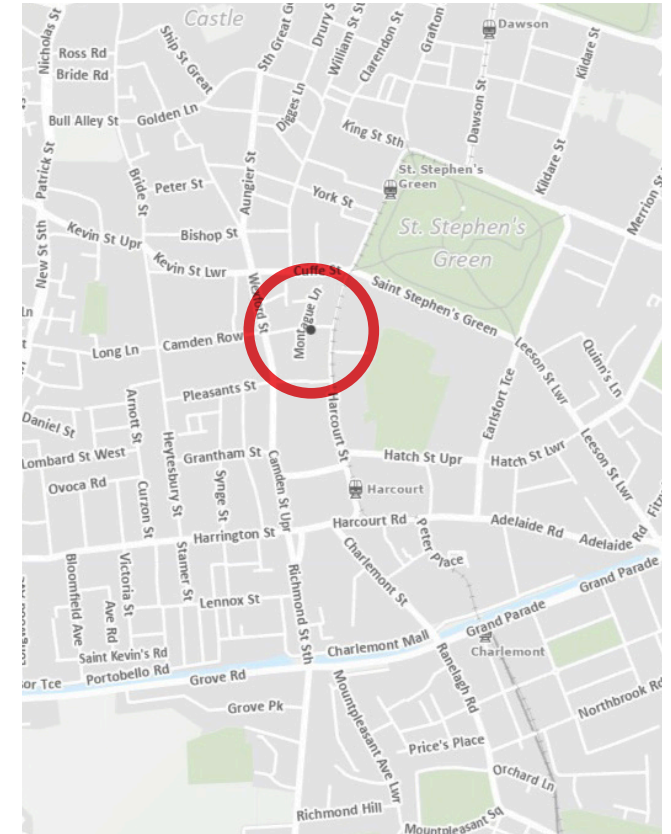 Castle
Dawson
Nicholas St
Ross Rd
Bride Rd
Ship St Great
Sth Great G
Drury S
William St
Clarendon St
Grafton
Dawson St
Kildare St
Bull Alley St
Golden Ln
Digges Ln
King St Sth
Patrick St
Bride St
Peter St
Aungier St
York St
St. Stephen's
Green
Kildare St
Merrion St
St. Stephen's
Green
New St Sth
Kevin St Upr
Bishop St
Kevin St Lwr
Cuffe St
Saint Stephen's Green
Wexford St
Montague Ln
Ln
t
Long Ln
Camden Row
Pleasants St
Harcourt St
Earlsfort Tce
Leeson St Lwr
Quinn's Ln
Daniel St
Arnott St
Heytesbury St
Lombard St West
Grantham St
Camden St Upr
Hatch St Upr
Hatch St Lwr
Leeson St Lwr
Ovoca Rd
Curzon St
Synge St
Harcourt
Harrington St
Harcourt Rd
Peter Place
Adelaide Rd
Adelaide Rd
Fitz
Bloomfield Ave
Victoria St
Ave Rd
Stamer St
Lennox St
Richmond St Sth
Charlemont St
Grand Parade
Grand Parade
Saint Kevin's Rd
Charlemont Mall
Charlemont
or Tce
Portobello Rd
Grove Rd
Ranelagh Rd
Grove Pk
Mountpleasant Ave Lwr
Northbrook Rd
Price's Place
Orchard Ln
Richmond Hill
Mountpleasant Sq